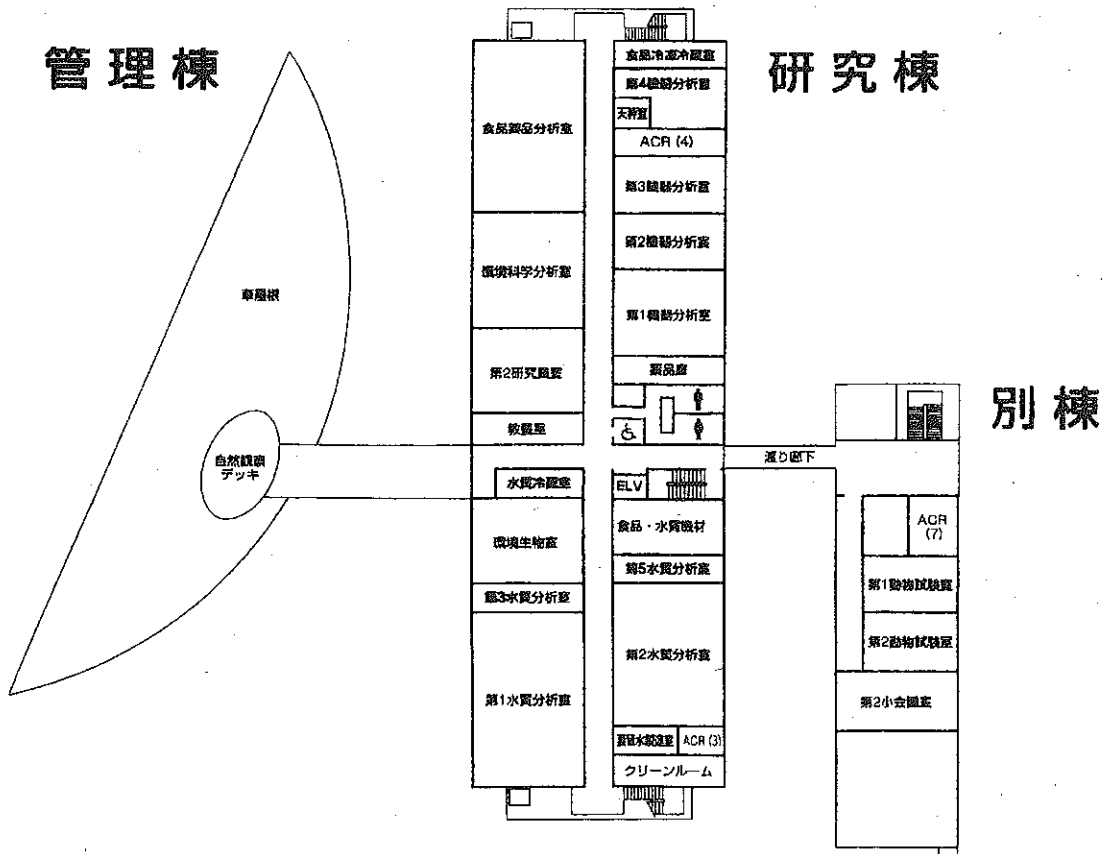 管理棟
草屋根
自然観察
デッキ
研究棟
食品薬品分析室
環境科学分析室
第2研究員室
水質冷蔵室
環境生物室
第3水質分析室
第1水質分析室
食品冷凍冷蔵室
第4機器分析室
天秤室
ACR (4)
第3機器分析室
第2機器分析室
第1機器分析室
薬品庫
ELV
食品・水質機材
第5水質分析室
第2水質分析室
ACR (3)
クリーンルーム
別棟
渡り廊下
ACR
(7)
第1動物試験室
第2動物試験室
第2小会議室